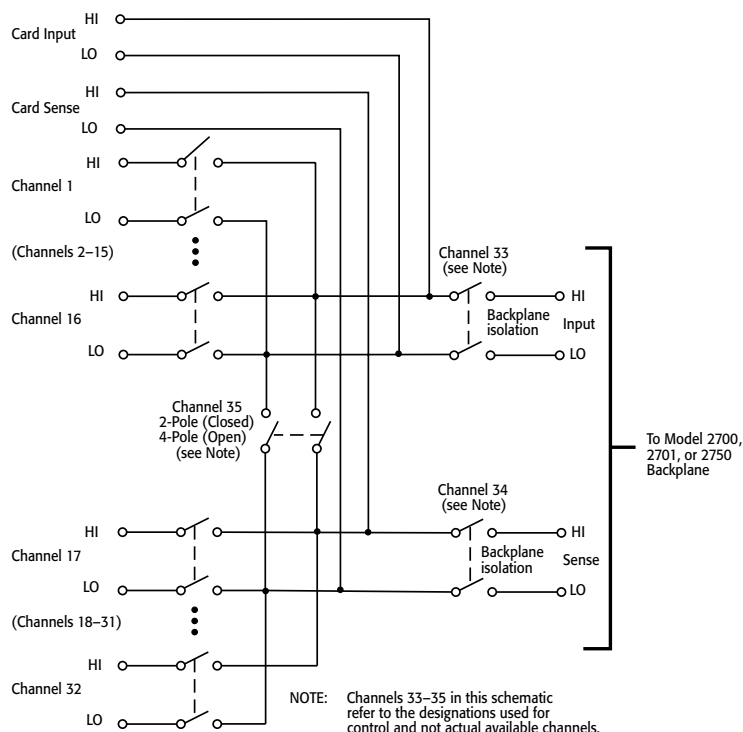 HI
Card Input
LO
HI
Card Sense
LO
HI
Channel 1
LO
(Channels 2–15)
HI
Channel 16
LO
Channel 33
(see Note)
Backplane
isolation
HI
Input
LO
Channel 35
2-Pole (Closed)
4-Pole (Open)
(see Note)
To Model 2700,
2701, or 2750
Backplane
HI
Channel 17
LO
Channel 34
(see Note)
Backplane
isolation
HI
Sense
LO
(Channels 18–31)
HI
Channel 32
LO
NOTE: Channels 33–35 in this schematic
refer to the designations used for
control and not actual available channels.